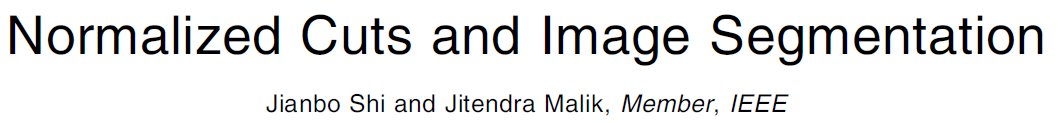 Normalized Cuts and Image Segmentation
Jianbo Shi and Jitendra Malik, Member, IEEE